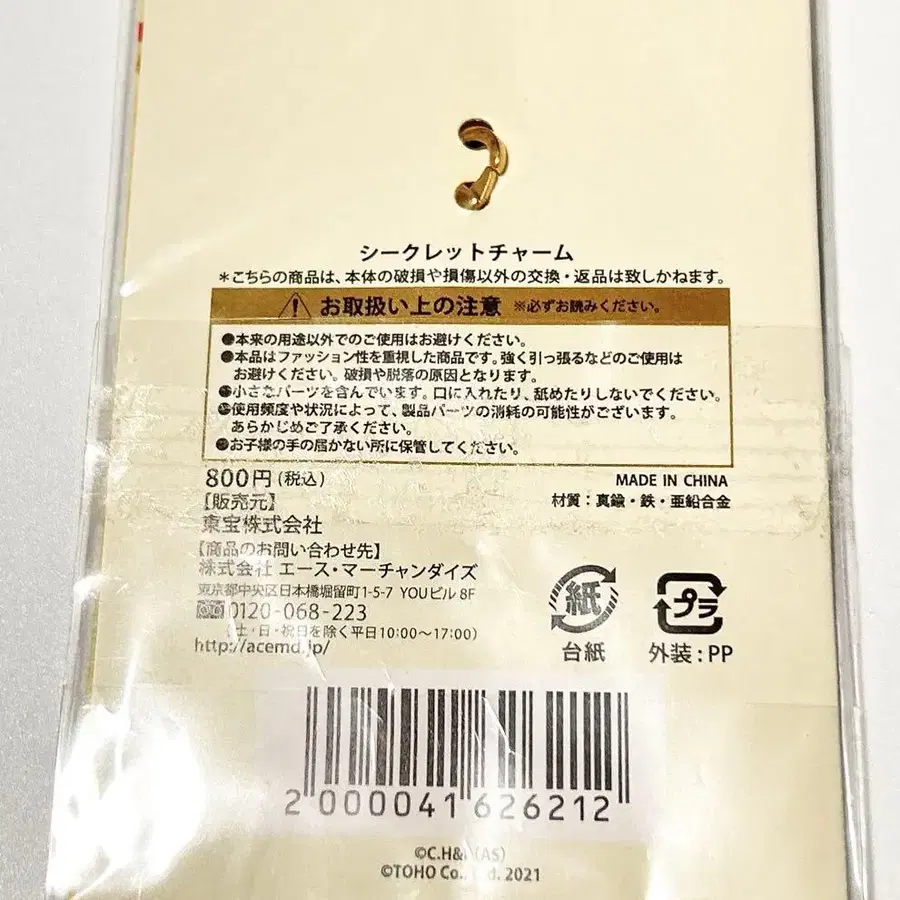 シークレットチャーム
＊こちらの商品は、本体の破損や損傷以外の交換・返品は致しかねます。
お取扱い上の注意 ※必ずお読みください。
●本来の用途以外でのご使用はお避けください。
●本品はファッション性を重視した商品です。強く引っ張るなどのご使用は
お避けください。破損や脱落の原因となります。
●小さなパーツを含んでいます。口に入れたり、舐めたりしないでください。
●使用頻度や状況によって、製品パーツの消耗の可能性がございます。
あらかじめご了承ください。
●お子様の手の届かない所に保管してください。
800円(税込)
MADE IN CHINA
【販売元】
材質：真鍮・鉄・亜鉛合金
東宝株式会社
【商品のお問い合わせ先】
株式会社 エース・マーチャンダイズ
東京都中央区日本橋堀留町1-5-7 YOUビル 8F
0120-068-223
(土・日・祝日を除く平日10:00～17:00)
http://acemd.jp/
紙
プラ
台紙
外装：PP
2 000041 626212
©C.H&(AS)
©TOHO Co., Ltd. 2021